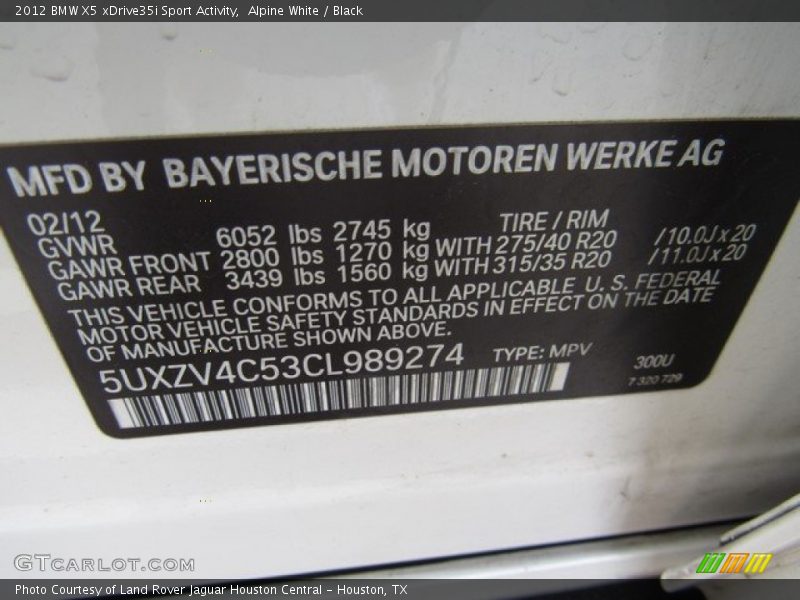 2012 BMW X5 xDrive35i Sport Activity,  Alpine White / Black
MFD BY BAYERISCHE MOTOREN WERKE AG
02/12
GVWR 6052 lbs 2745 kg TIRE / RIM
GAWR FRONT 2800 lbs 1270 kg WITH 275/40 R20 /10.0J x 20
GAWR REAR 3439 lbs 1560 kg WITH 315/35 R20 /11.0J x 20
THIS VEHICLE CONFORMS TO ALL APPLICABLE U. S. FEDERAL
MOTOR VEHICLE SAFETY STANDARDS IN EFFECT ON THE DATE
OF MANUFACTURE SHOWN ABOVE.
5UXZV4C53CL989274 TYPE: MPV 300U
7 320 729
GTCARLOT.COM
Photo Courtesy of Land Rover Jaguar Houston Central - Houston, TX